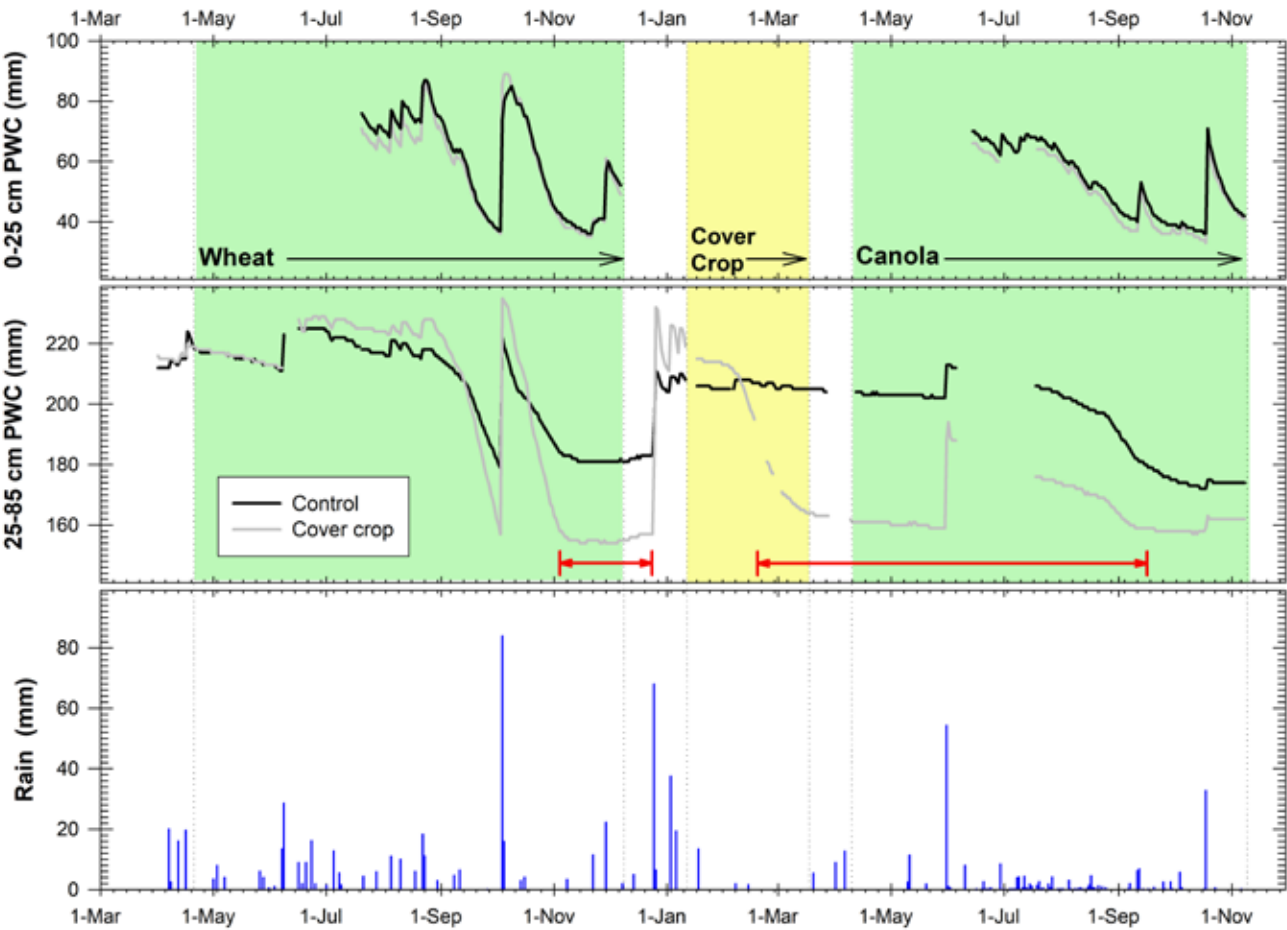 1-Mar 1-May 1-Jul 1-Sep 1-Nov 1-Jan 1-Mar 1-May 1-Jul 1-Sep 1-Nov
0-25 cm PWC (mm)
100
80
60
40
Wheat
Cover
Crop
Canola
25-85 cm PWC (mm)
220
200
180
160
Control
Cover crop
Rain (mm)
80
60
40
20
0
1-Mar 1-May 1-Jul 1-Sep 1-Nov 1-Jan 1-Mar 1-May 1-Jul 1-Sep 1-Nov